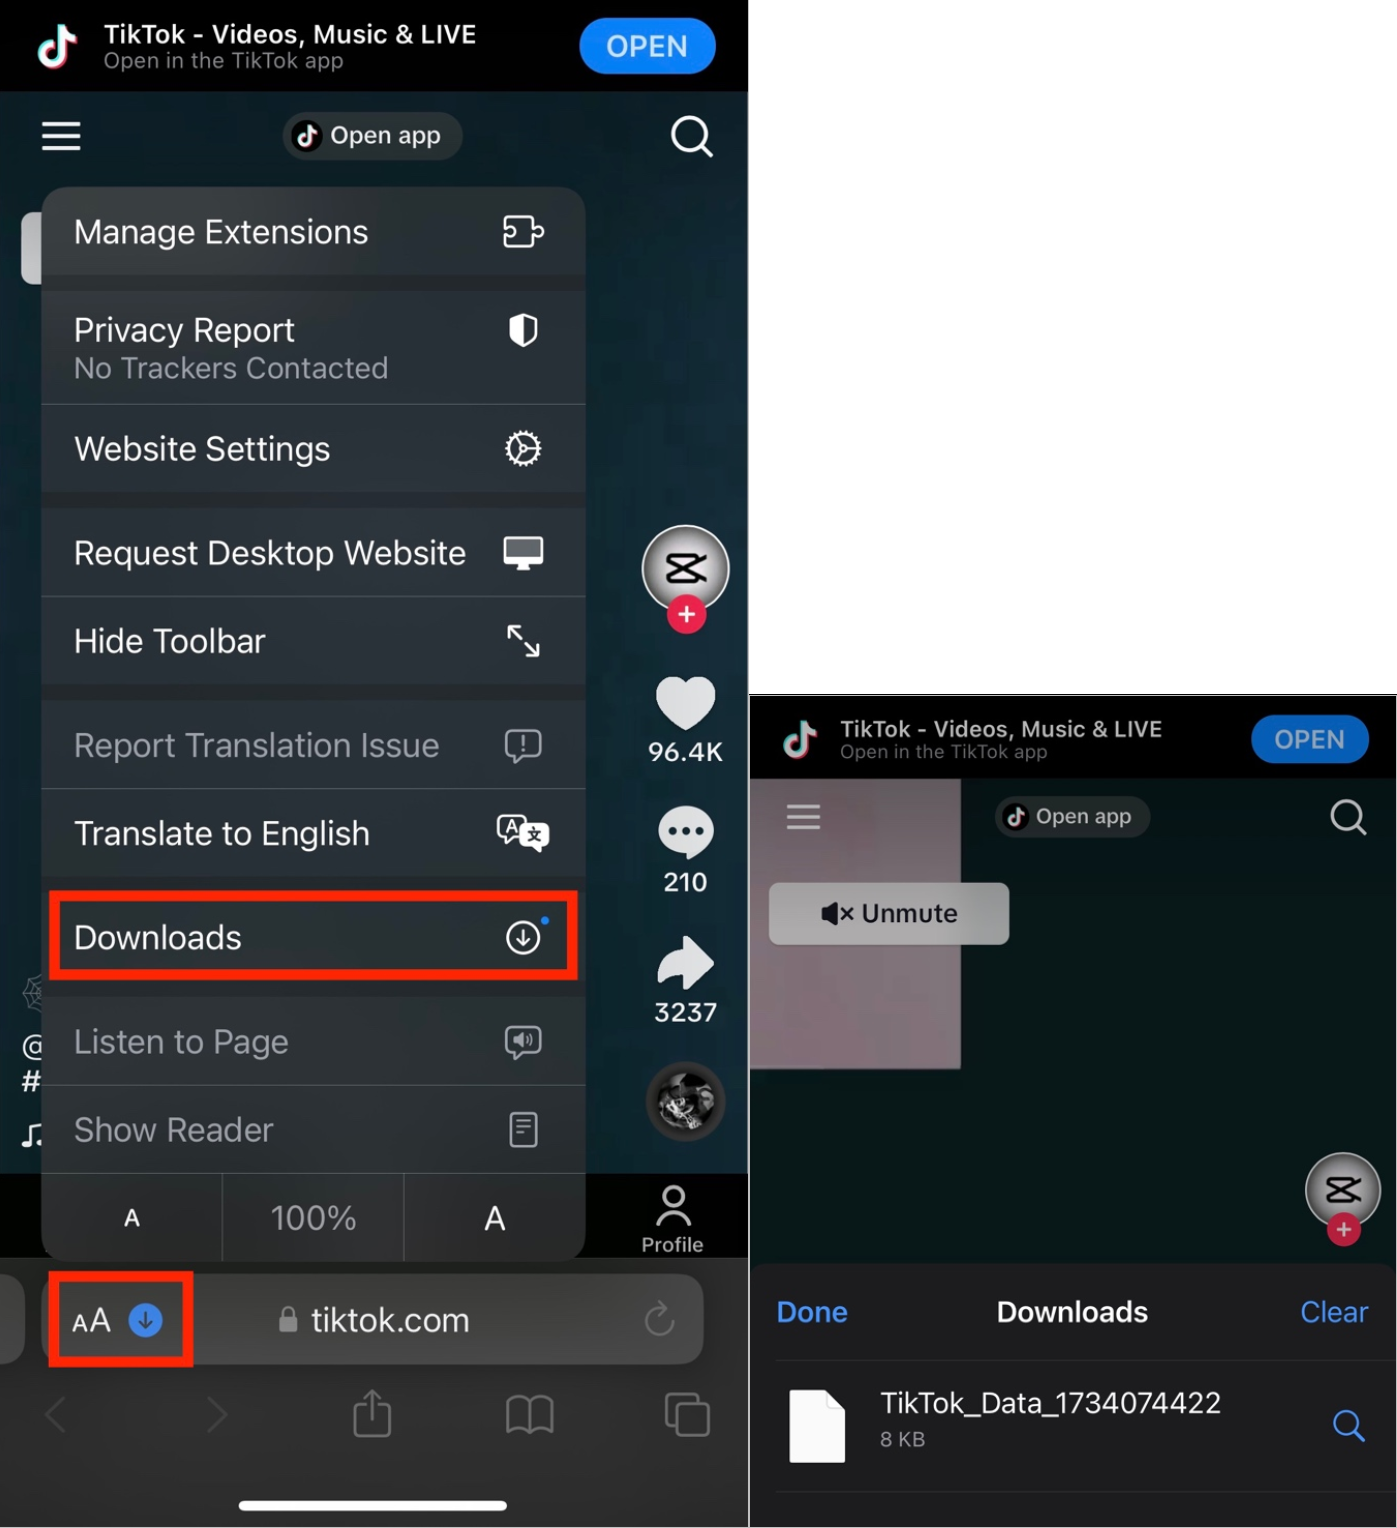 TikTok - Videos, Music & LIVE
Open in the TikTok app
OPEN
Open app
Manage Extensions
Privacy Report
No Trackers Contacted
Website Settings
Request Desktop Website
Hide Toolbar
Report Translation Issue
Translate to English
Downloads
Listen to Page
Show Reader
A
100%
A
@
#
96.4K
210
3237
Profile
AA
tiktok.com
TikTok - Videos, Music & LIVE
Open in the TikTok app
OPEN
Open app
Unmute
Done
Downloads
Clear
TikTok_Data_1734074422
8 KB